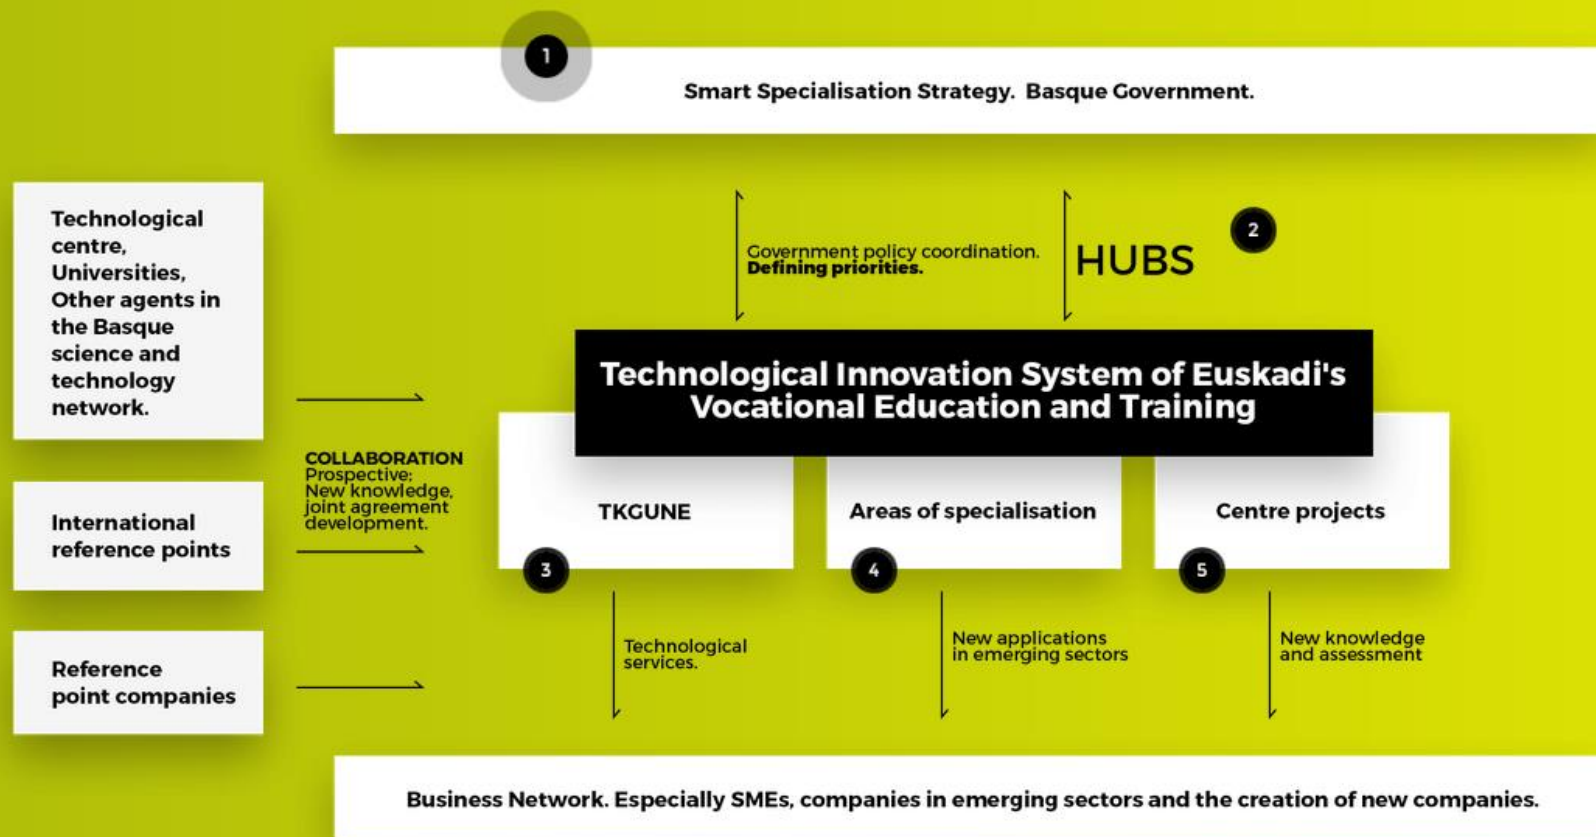 1
Smart Specialisation Strategy. Basque Government.
Technological
centre,
Universities,
Other agents in
the Basque
science and
technology
network.
Government policy coordination.
Defining priorities.
HUBS
2
Technological Innovation System of Euskadi's
Vocational Education and Training
COLLABORATION
Prospective;
New knowledge,
joint agreement
development.
International
reference points
Reference
point companies
TKGUNE
3
Areas of specialisation
4
Centre projects
5
Technological
services.
New applications
in emerging sectors
New knowledge
and assessment
Business Network. Especially SMEs, companies in emerging sectors and the creation of new companies.